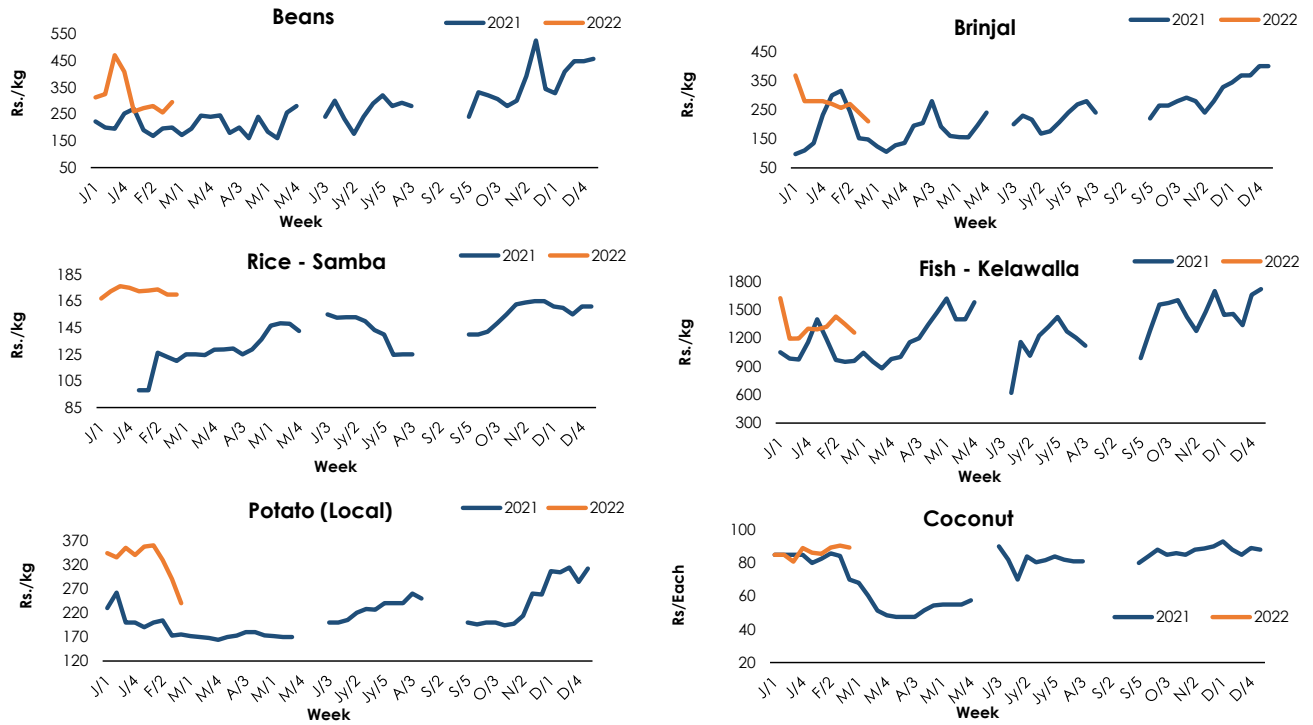 Beans
2021 2022
Rs./kg
550
450
350
250
150
50
J/1 J/4 F/2 M/1 M/4 A/3 M/1 M/4 J/3 Jy/2 Jy/5 A/3 S/2 S/5 O/3 N/2 D/1 D/4
Week
Brinjal
2021 2022
Rs./kg
450
350
250
150
50
J/1 J/4 F/2 M/1 M/4 A/3 M/1 M/4 J/3 Jy/2 Jy/5 A/3 S/2 S/5 O/3 N/2 D/1 D/4
Week
Rice - Samba
2021 2022
Rs./kg
185
165
145
125
105
85
J/1 J/4 F/2 M/1 M/4 A/3 M/1 M/4 J/3 Jy/2 Jy/5 A/3 S/2 S/5 O/3 N/2 D/1 D/4
Week
Fish - Kelawalla
2021 2022
Rs./kg
1800
1500
1200
900
600
300
J/1 J/4 F/2 M/1 M/4 A/3 M/1 M/4 J/3 Jy/2 Jy/5 A/3 S/2 S/5 O/3 N/2 D/1 D/4
Week
Potato (Local)
2021 2022
Rs./kg
370
320
270
220
170
120
J/1 J/4 F/2 M/1 M/4 A/3 M/1 M/4 J/3 Jy/2 Jy/5 A/3 S/2 S/5 O/3 N/2 D/1 D/4
Week
Coconut
Rs/Each
100
80
60
40
20
2021 2022
J/1 J/4 F/2 M/1 M/4 A/3 M/1 M/4 J/3 Jy/2 Jy/5 A/3 S/2 S/5 O/3 N/2 D/1 D/4
Week